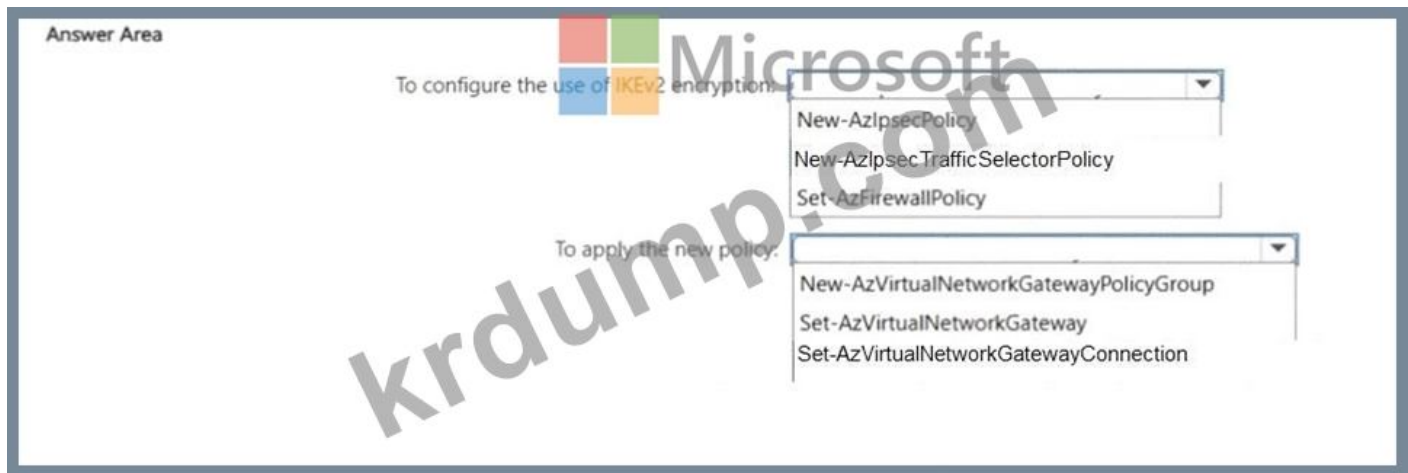 Answer Area
Microsoft
To configure the use of IKEv2 encryption:
New-AzIpsecPolicy
New-AzIpsecTrafficSelectorPolicy
Set-AzFirewallPolicy
To apply the new policy:
New-AzVirtualNetworkGatewayPolicyGroup
Set-AzVirtualNetworkGateway
Set-AzVirtualNetworkGatewayConnection
krdump.com